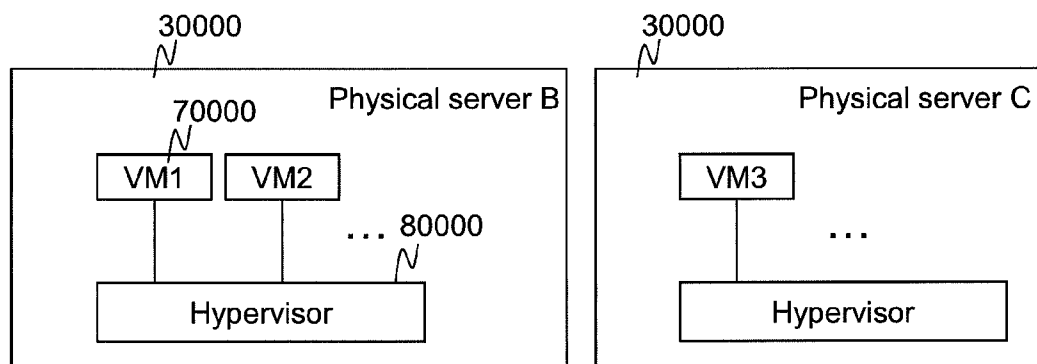 30000
30000
Physical server B
Physical server C
70000
VM1
VM2
VM3
... 80000
...
Hypervisor
Hypervisor